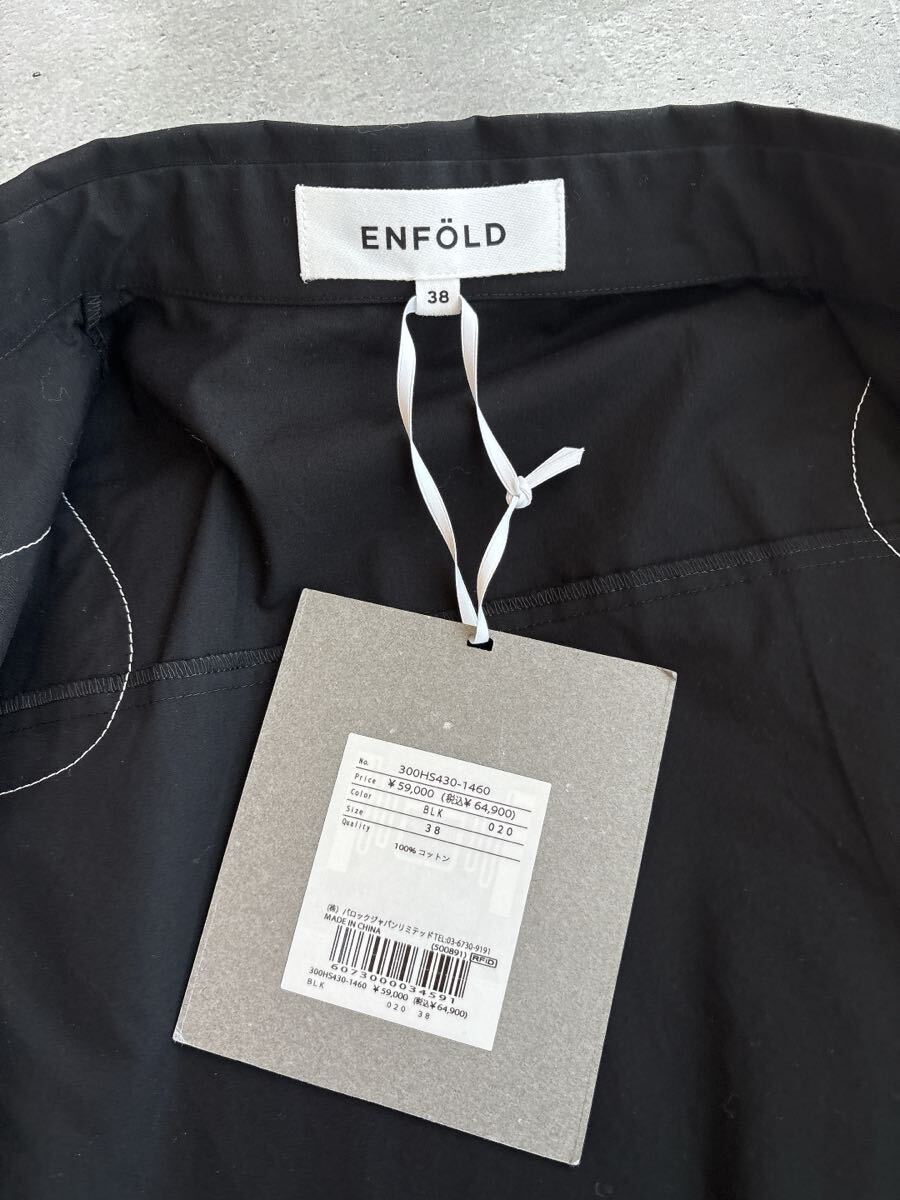 ENFÖLD
38
No. 300HS430-1460
Price ¥59,000 (税込¥64,900)
Color BLK 020
Size 38
Quality
100% コットン
(株) バロックジャパンリミテッド TEL:03-6730-9191
MADE IN CHINA (500891) RFID
6073000034591
300HS430-1460 ¥59,000 (税込¥64,900)
BLK 020 38